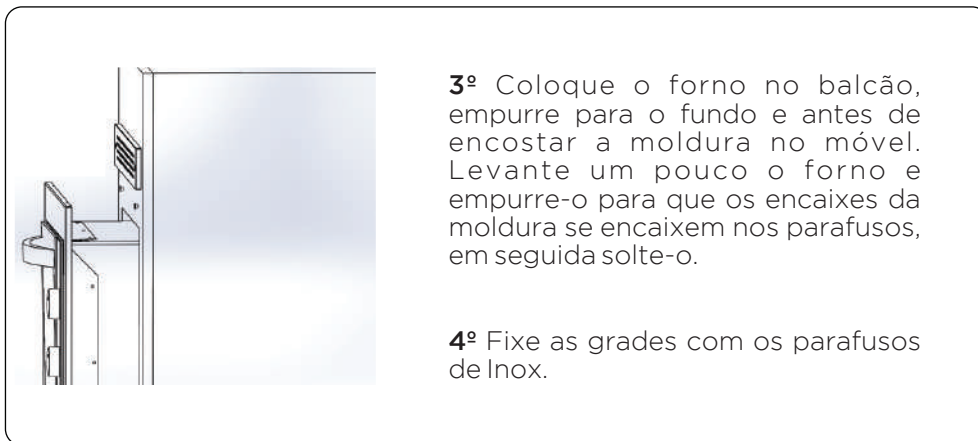 3º Coloque o forno no balcão,
empurre para o fundo e antes de
encostar a moldura no móvel.
Levante um pouco o forno e
empurre-o para que os encaixes da
moldura se encaixem nos parafusos,
em seguida solte-o.
4º Fixe as grades com os parafusos
de Inox.